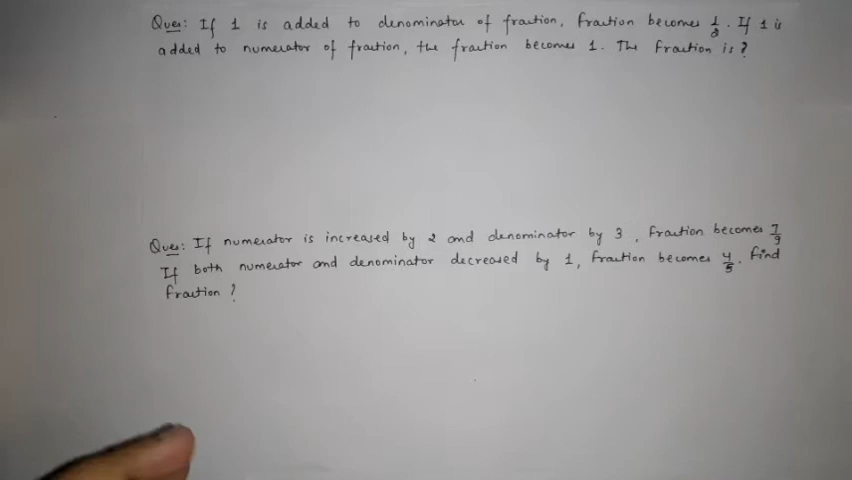 Ques: If 1 is added to denominator of fraction, fraction becomes 1/2. If 1 is
added to numerator of fraction, the fraction becomes 1. The fraction is?
Ques: If numerator is increased by 2 and denominator by 3, fraction becomes 7/9
If both numerator and denominator decreased by 1, fraction becomes 4/5. find
fraction?